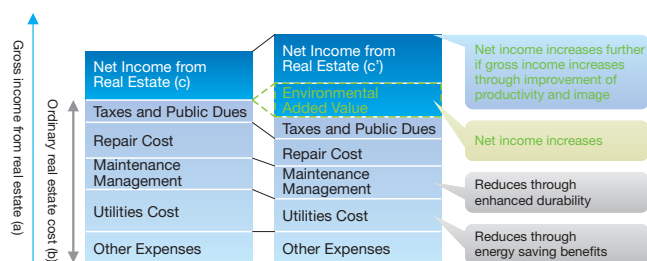 Gross income from real estate (a)
Ordinary real estate cost (b)
Net Income from
Real Estate (c)
Taxes and Public Dues
Repair Cost
Maintenance
Management
Utilities Cost
Other Expenses
Net Income from
Real Estate (c’)
Environmental
Added Value
Taxes and Public Dues
Repair Cost
Maintenance
Management
Utilities Cost
Other Expenses
Net income increases further
if gross income increases
through improvement of
productivity and image
Net income increases
Reduces through
enhanced durability
Reduces through
energy saving benefits